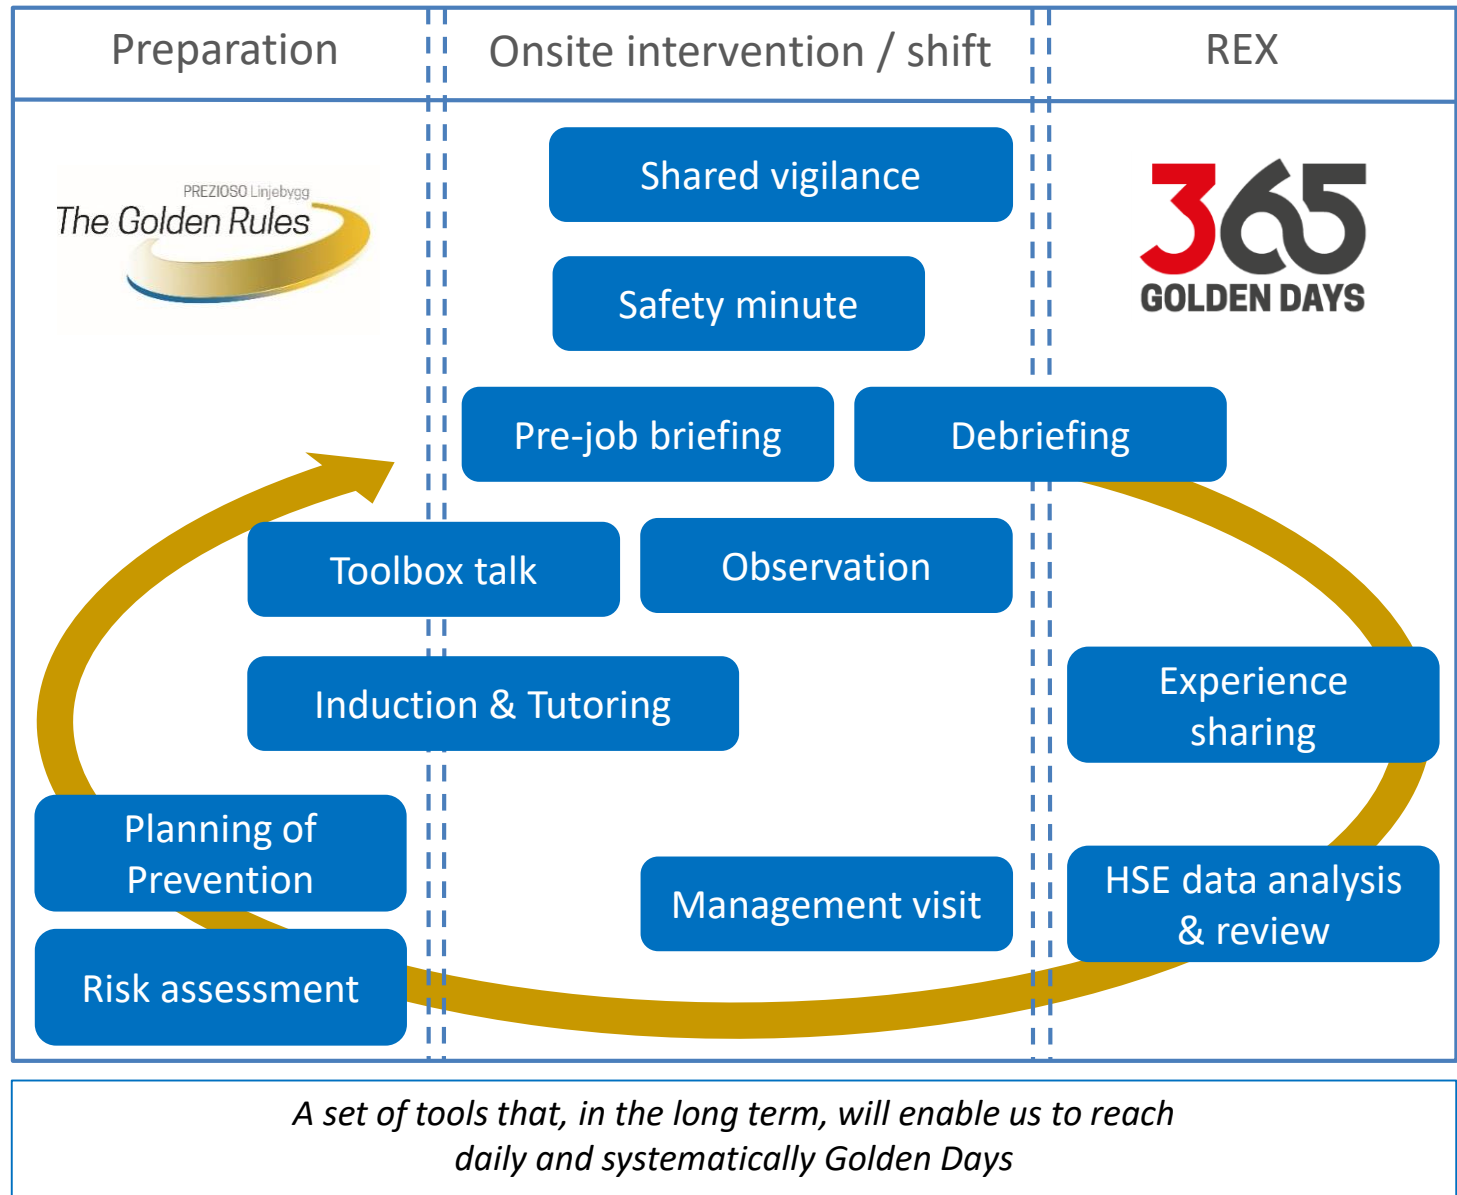 Preparation
Onsite intervention / shift
REX
PREZIOSO Linjebygg
The Golden Rules
Shared vigilance
365
GOLDEN DAYS
Safety minute
Pre-job briefing
Debriefing
Toolbox talk
Observation
Induction & Tutoring
Experience
sharing
Planning of
Prevention
Management visit
HSE data analysis
& review
Risk assessment
A set of tools that, in the long term, will enable us to reach
daily and systematically Golden Days